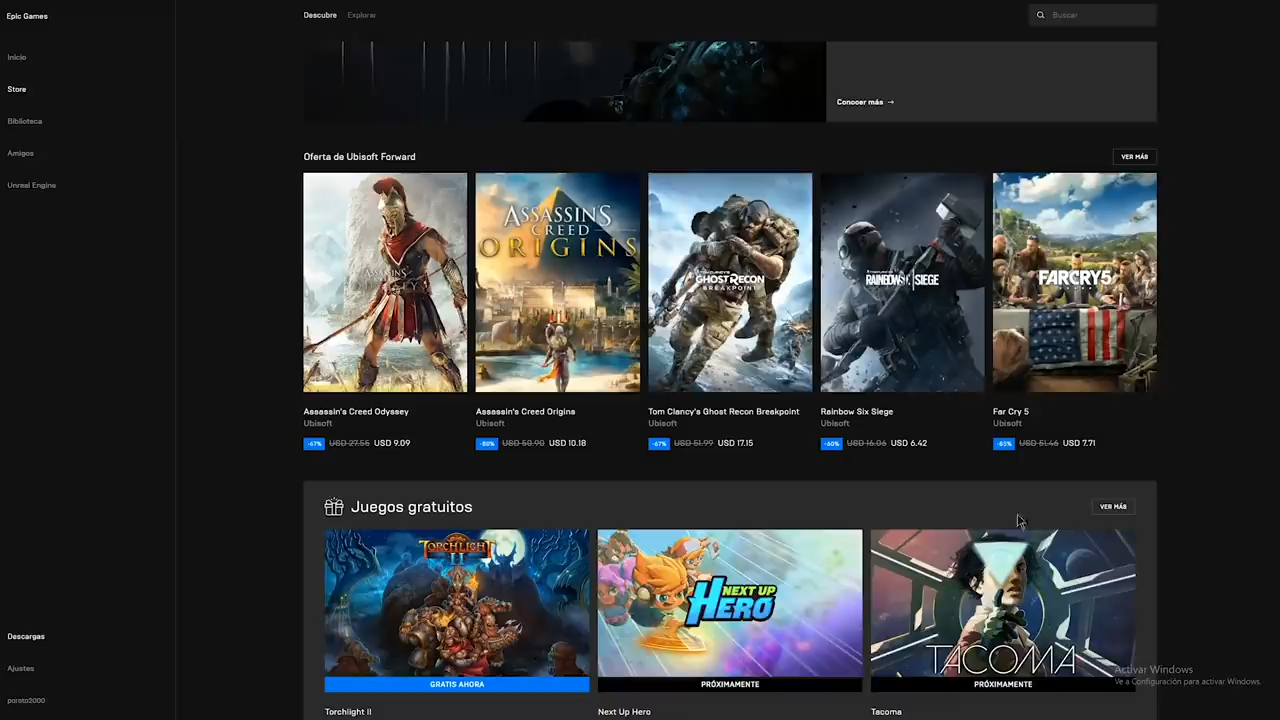 Epic Games
Descubre
Explorar
Buscar
Inicio
Store
Biblioteca
Amigos
Unreal Engine
Conocer más →
Oferta de Ubisoft Forward
VER MÁS
ASSASSIN'S
CREED
ORIGINS
TOM CLANCY'S
GHOST RECON
BREAKPOINT
RAINBOW SIX | SIEGE
FARCRY5
Assassin's Creed Odyssey
Ubisoft
-67% USD 27.55 USD 9.09
Assassin's Creed Origins
Ubisoft
USD 50.90 USD 10.18
Tom Clancy's Ghost Recon Breakpoint
Ubisoft
-67% USD 51.99 USD 17.15
Rainbow Six Siege
Ubisoft
-60% USD 16.06 USD 6.42
Far Cry 5
Ubisoft
-85% USD 51.46 USD 7.71
Juegos gratuitos
VER MÁS
TORCHLIGHT
II
NEXT UP
HERO
TACOMA
GRATIS AHORA
PRÓXIMAMENTE
PRÓXIMAMENTE
Torchlight II
Next Up Hero
Tacoma
Descargas
Ajustes
poroto2000
Activar Windows
Ve a Configuración para activar Windows.